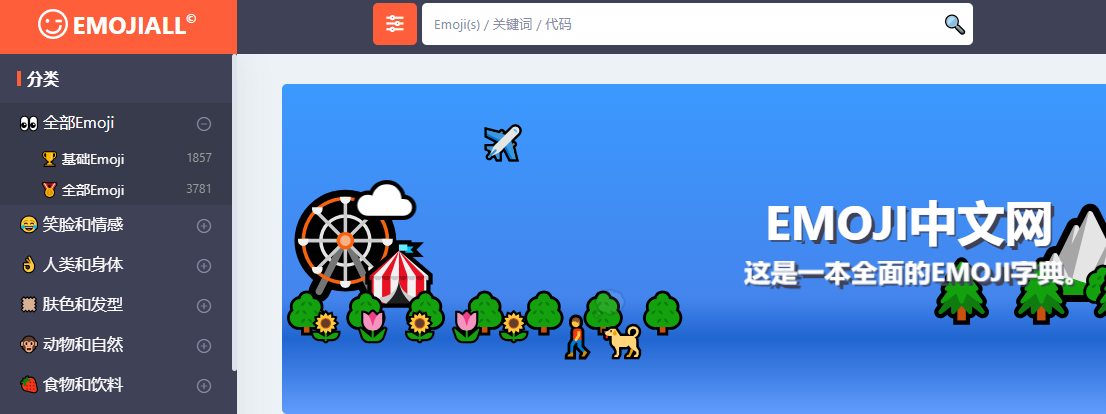 EMOJIALL©
Emoji(s) / 关键词 / 代码
分类
全部Emoji
基础Emoji 1857
全部Emoji 3781
笑脸和情感
人类和身体
肤色和发型
动物和自然
食物和饮料
EMOJI中文网
这是一本全面的EMOJI字典。